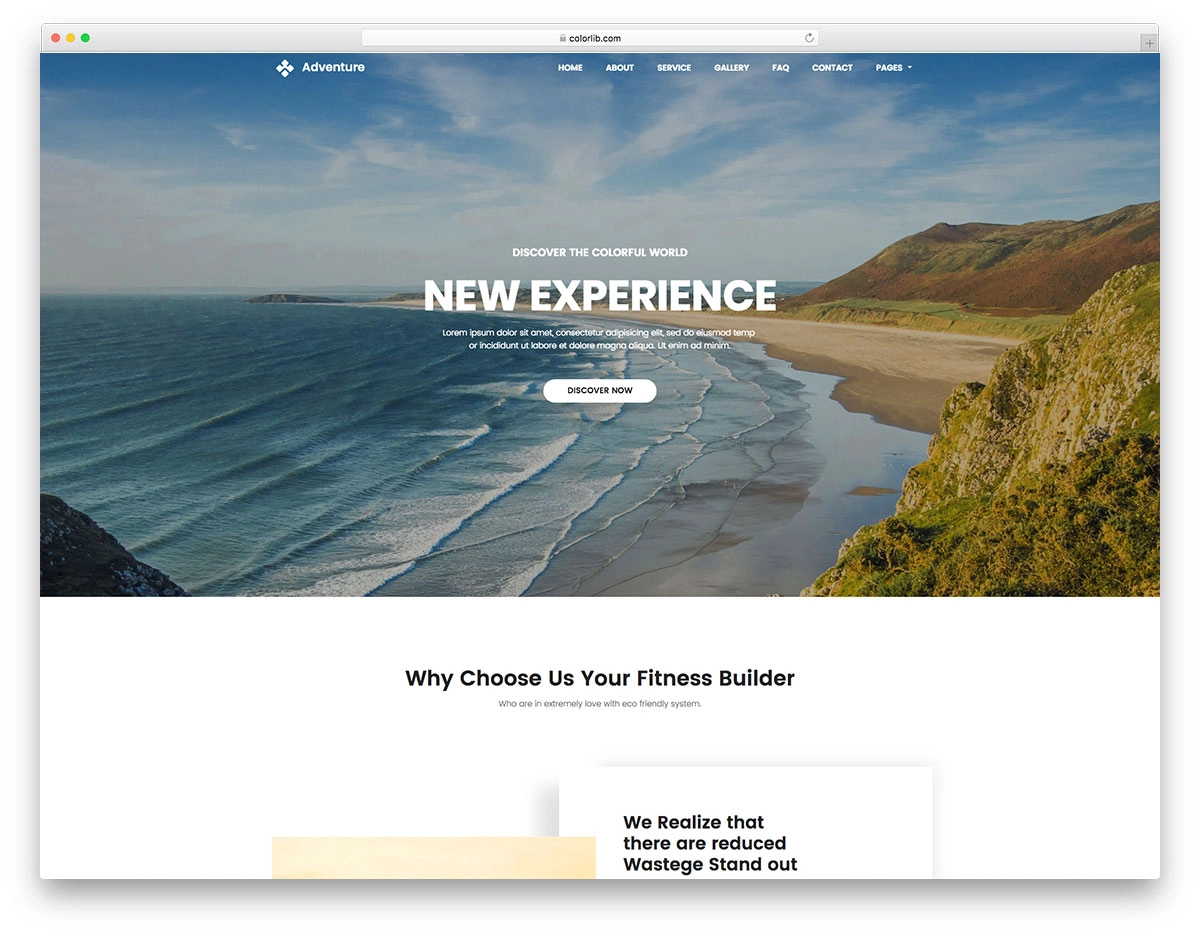 colorlib.com
Adventure
HOME ABOUT SERVICE GALLERY FAQ CONTACT PAGES
DISCOVER THE COLORFUL WORLD
NEW EXPERIENCE
Lorem ipsum dolor sit amet, consectetur adipisicing elit, sed do eiusmod temp
or incididunt ut labore et dolore magna aliqua. Ut enim ad minim.
DISCOVER NOW
Why Choose Us Your Fitness Builder
Who are in extremely love with eco friendly system.
We Realize that
there are reduced
Wastege Stand out